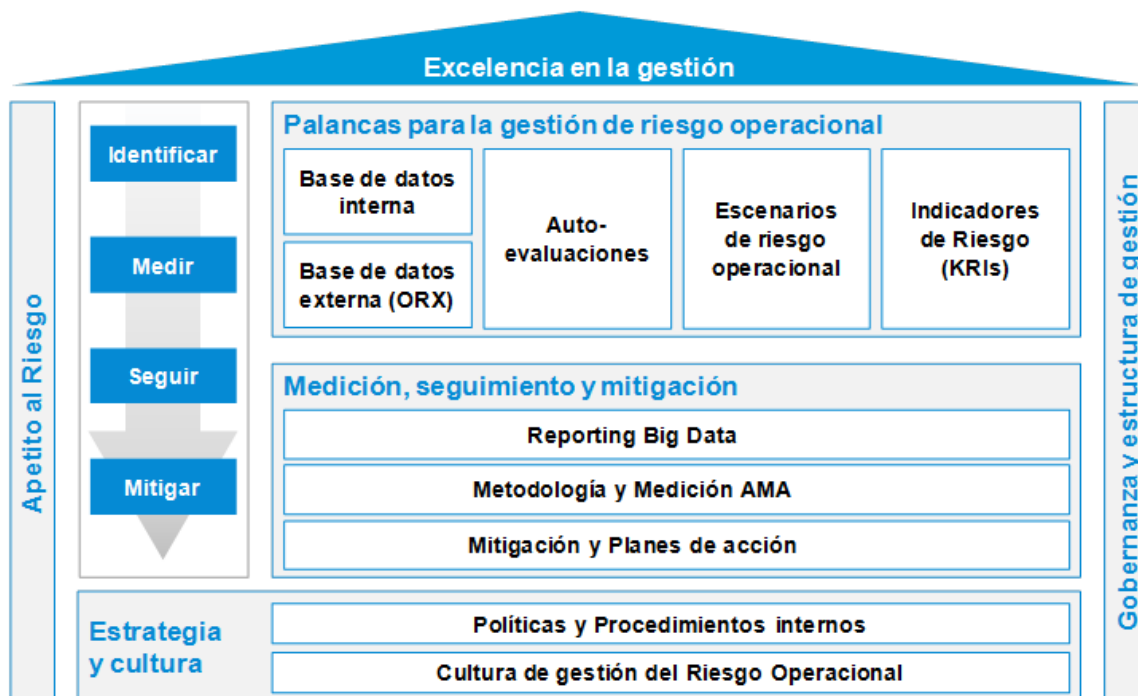 Excelencia en la gestión
Apetito al Riesgo
Identificar
Medir
Seguir
Mitigar
Palancas para la gestión de riesgo operacional
Base de datos
interna
Base de datos
externa (ORX)
Auto-
evaluaciones
Escenarios
de riesgo
operacional
Indicadores
de Riesgo
(KRIs)
Medición, seguimiento y mitigación
Reporting Big Data
Metodología y Medición AMA
Mitigación y Planes de acción
Estrategia
y cultura
Políticas y Procedimientos internos
Cultura de gestión del Riesgo Operacional
Gobernanza y estructura de gestión